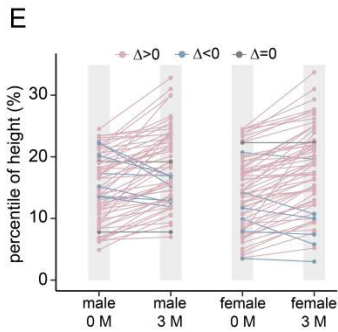 E
Δ>0 Δ<0 Δ=0
percentile of height (%)
30
20
10
0
male male female female
0 M 3 M 0 M 3 M